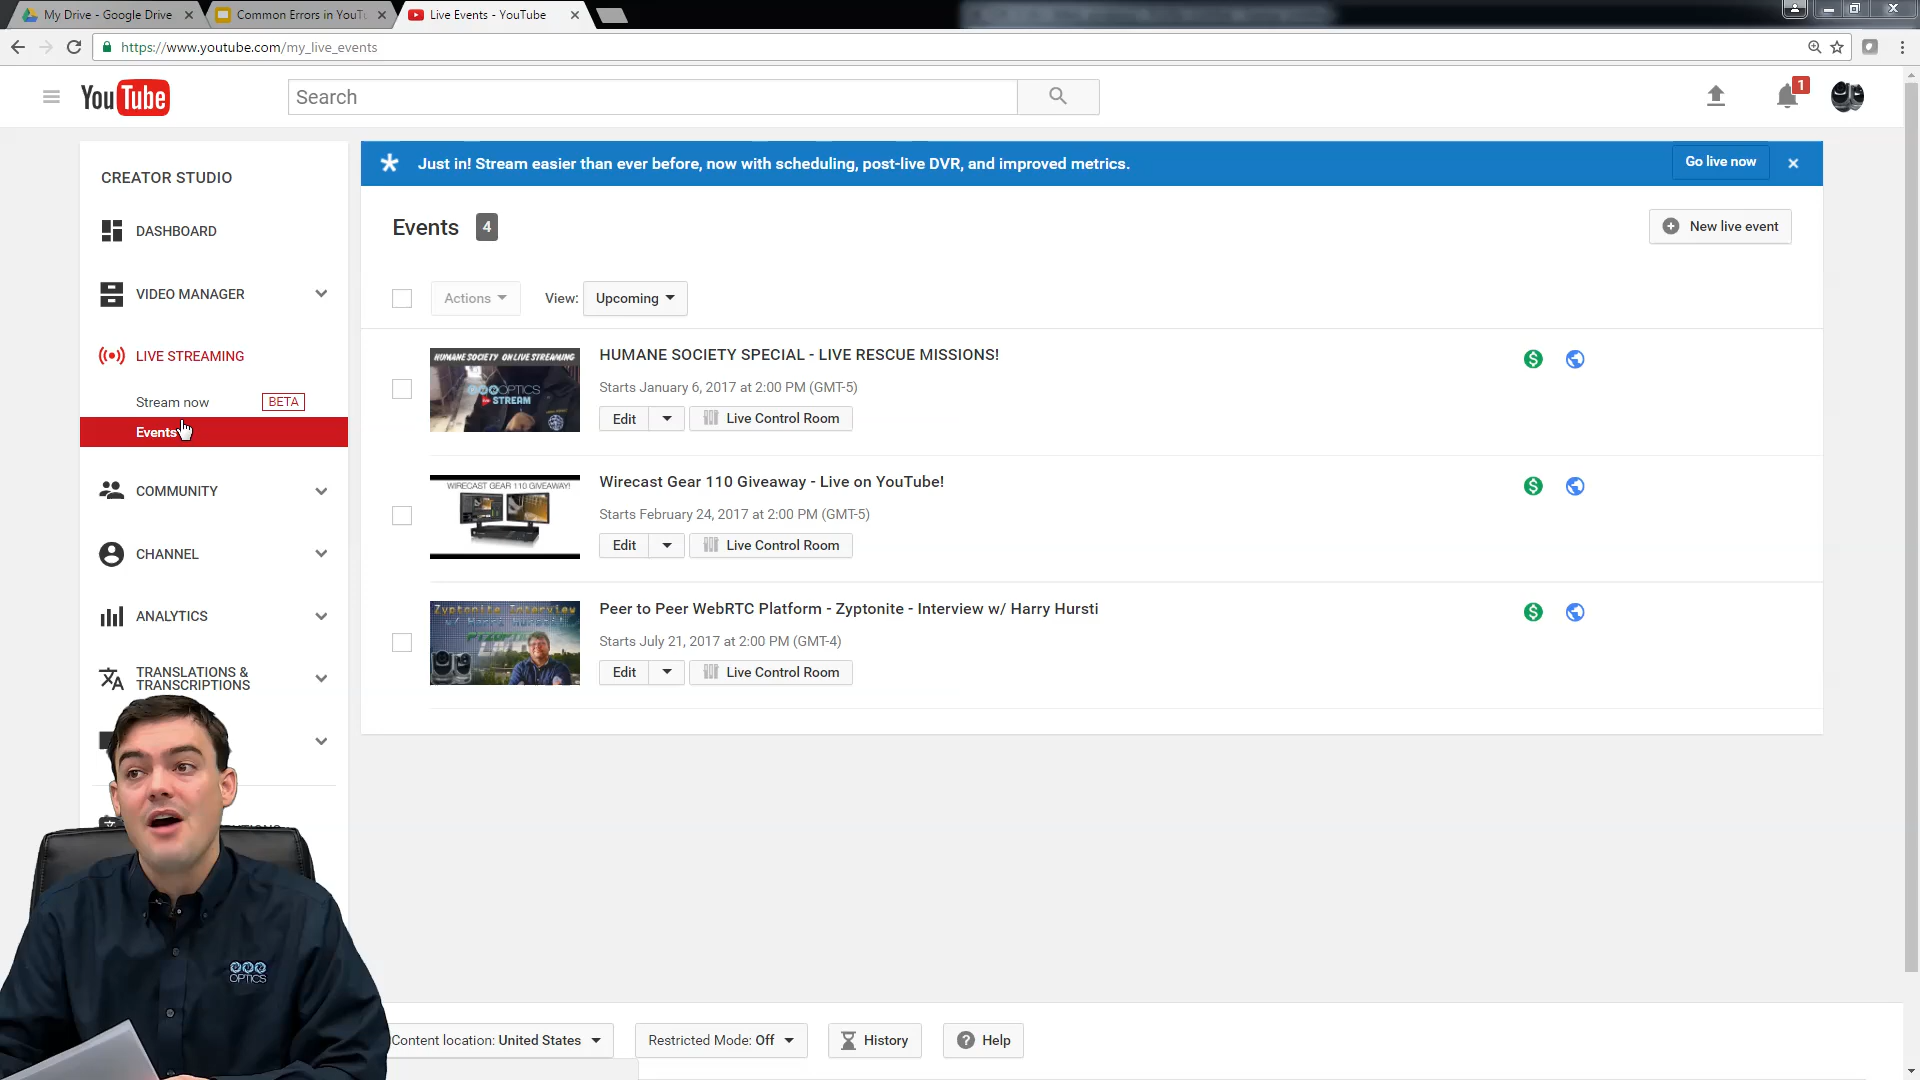 My Drive - Google Drive
Common Errors in YouTu
Live Events - YouTube
https://www.youtube.com/my_live_events
YouTube
Search
1
CREATOR STUDIO
DASHBOARD
VIDEO MANAGER
LIVE STREAMING
Stream now
BETA
Events
COMMUNITY
CHANNEL
ANALYTICS
TRANSLATIONS &
TRANSCRIPTIONS
Just in! Stream easier than ever before, now with scheduling, post-live DVR, and improved metrics.
Go live now
Events 4
New live event
Actions
View:
Upcoming
HUMANE SOCIETY ON LIVE STREAMING
OPTICS
STREAM
HUMANE SOCIETY SPECIAL - LIVE RESCUE MISSIONS!
Starts January 6, 2017 at 2:00 PM (GMT-5)
Edit
Live Control Room
WIRECAST GEAR 110 GIVEAWAY!
Wirecast Gear 110 Giveaway - Live on YouTube!
Starts February 24, 2017 at 2:00 PM (GMT-5)
Edit
Live Control Room
Zyptonite Interview
Peer to Peer WebRTC Platform - Zyptonite - Interview w/ Harry Hursti
Starts July 21, 2017 at 2:00 PM (GMT-4)
Edit
Live Control Room
OPTICS
Content location: United States
Restricted Mode: Off
History
Help